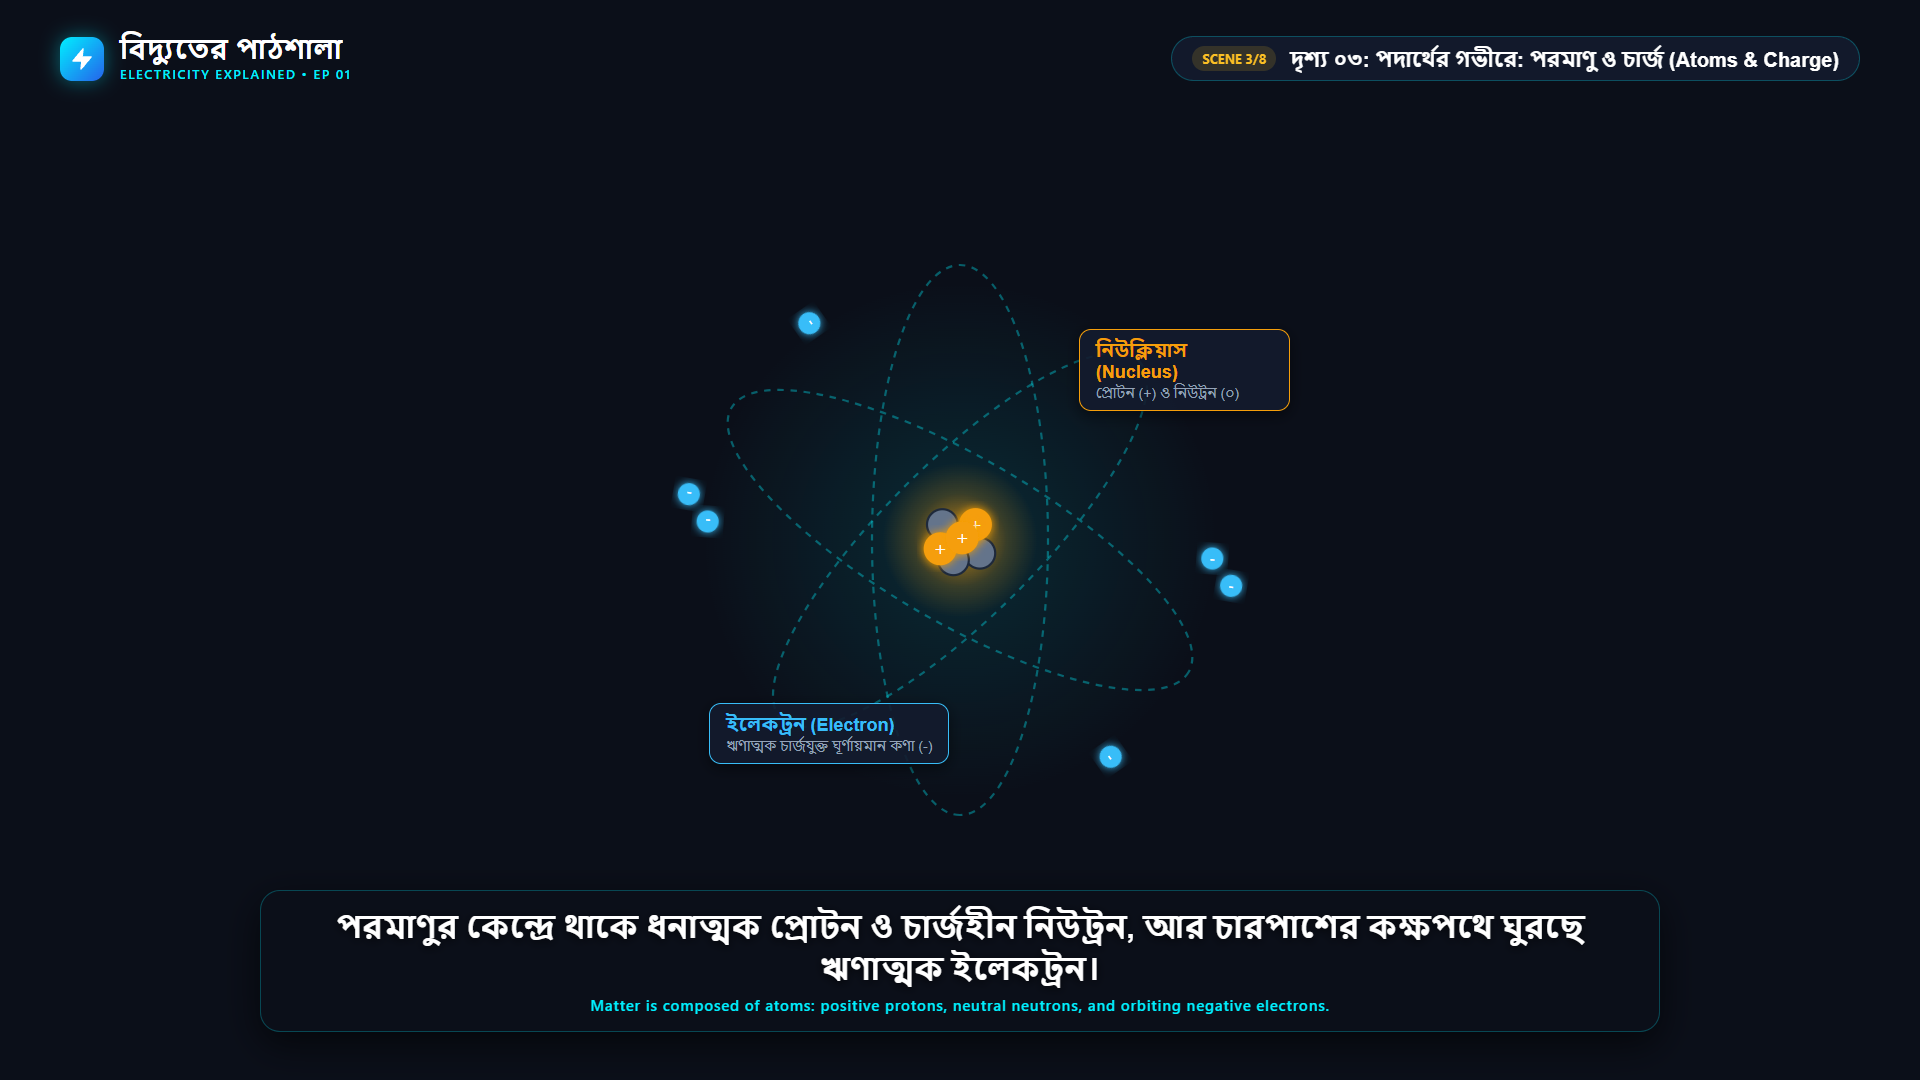 বিদ্যুতের পাঠশালা
ELECTRICITY EXPLAINED • EP 01
SCENE 3/8 দৃশ্য ০৩: পদার্থের গভীরে: পরমাণু ও চার্জ (Atoms & Charge)
নিউক্লিয়াস
(Nucleus)
প্রোটন (+) ও নিউট্রন (০)
+
+
+
-
-
-
-
-
-
ইলেকট্রন (Electron)
ঋণাত্মক চার্জযুক্ত ঘূর্ণায়মান কণা (-)
পরমাণুর কেন্দ্রে থাকে ধনাত্মক প্রোটন ও চার্জহীন নিউট্রন, আর চারপাশের কক্ষপথে ঘুরছে
ঋণাত্মক ইলেকট্রন।
Matter is composed of atoms: positive protons, neutral neutrons, and orbiting negative electrons.